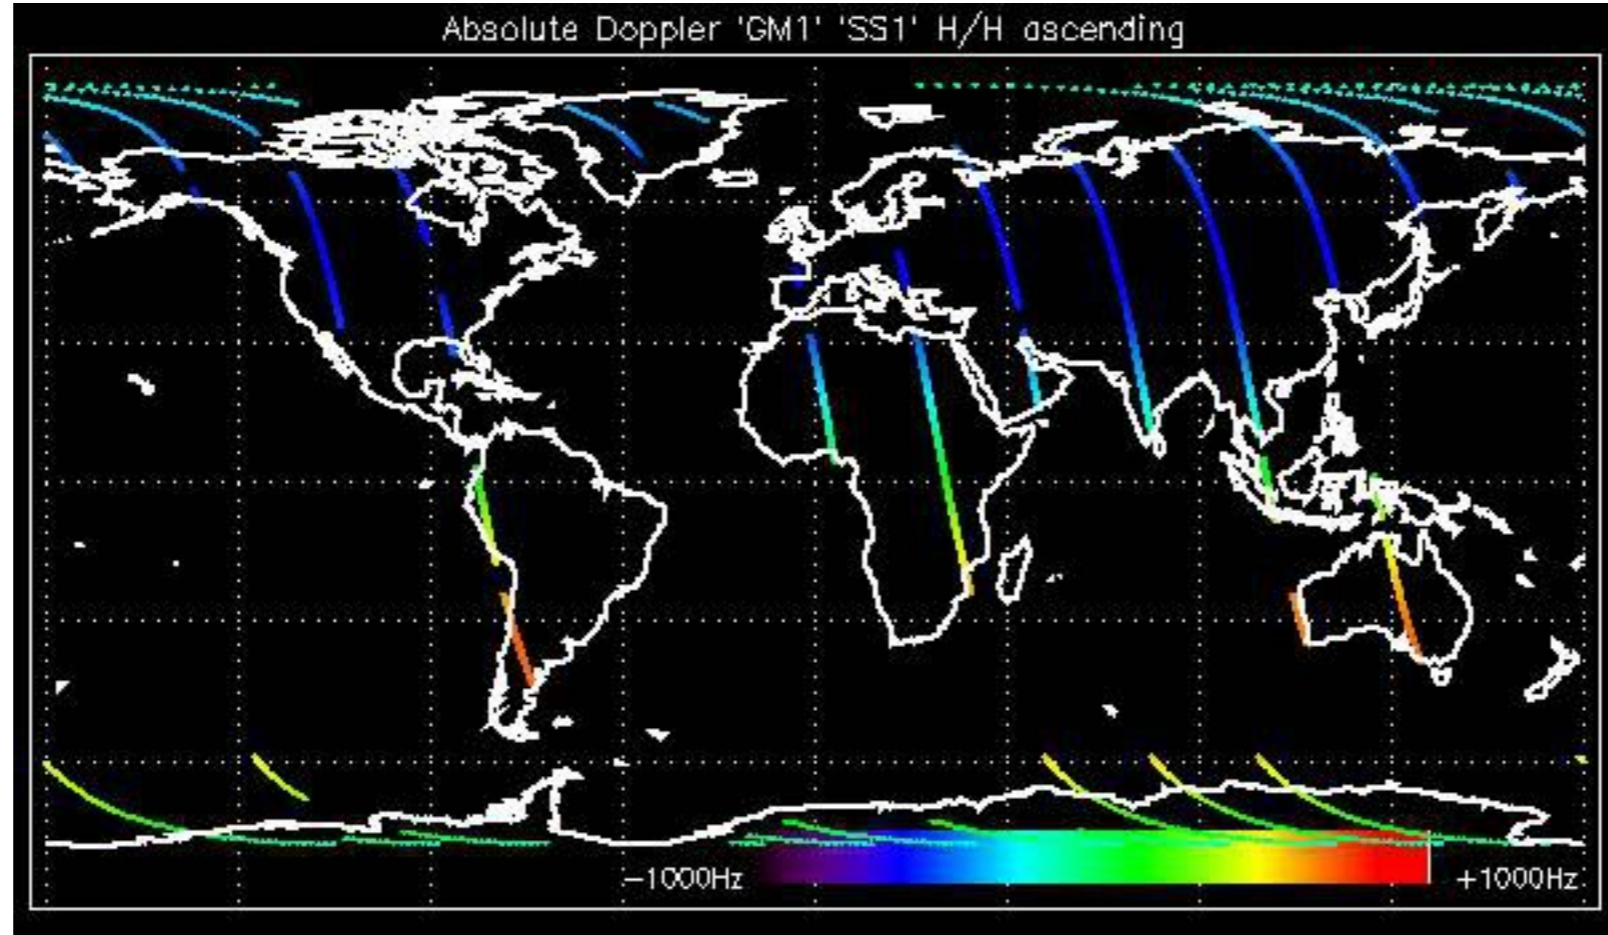 Absolute Doppler 'GM1' 'SS1' H/H ascending
−1000Hz +1000Hz